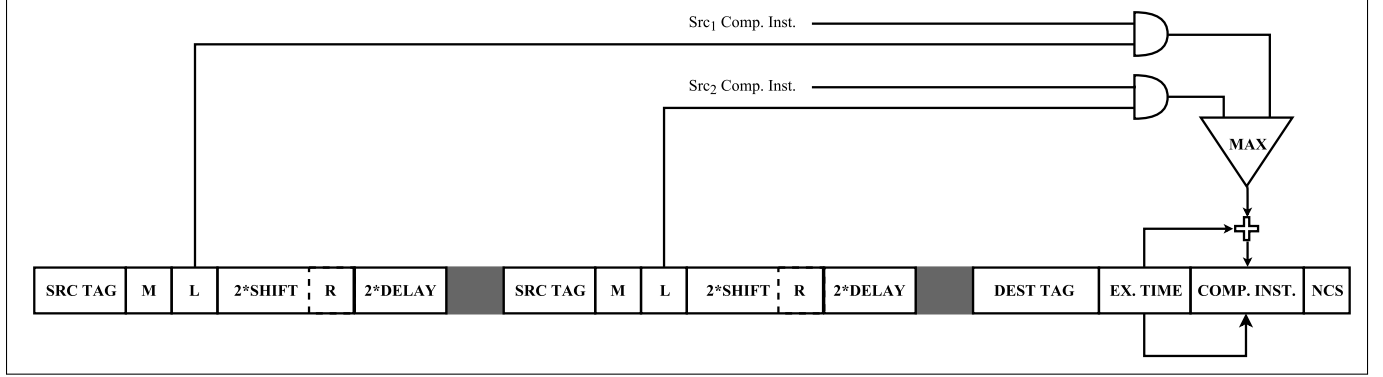 Src1 Comp. Inst.
Src2 Comp. Inst.
MAX
SRC TAG M L 2*SHIFT R 2*DELAY SRC TAG M L 2*SHIFT R 2*DELAY DEST TAG EX. TIME COMP. INST. NCS